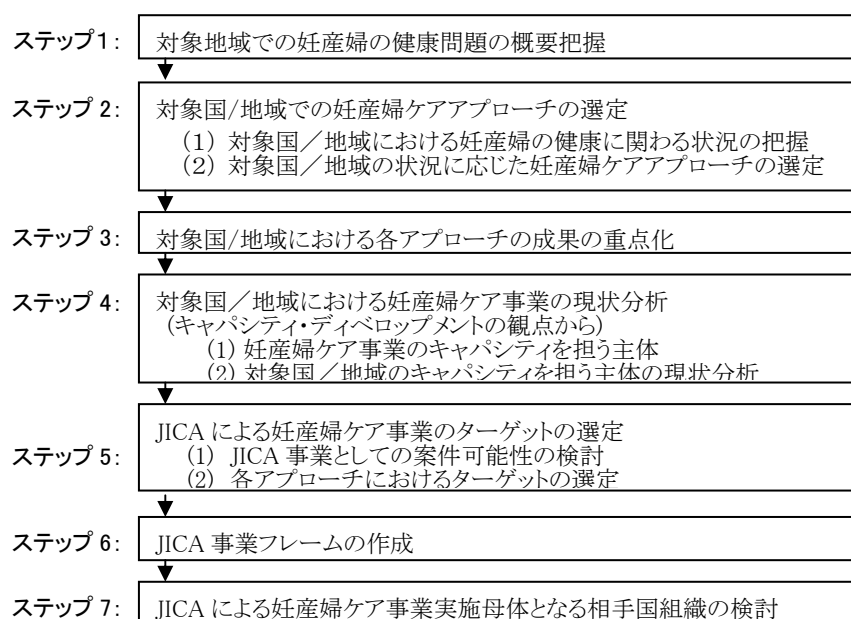 ステップ1： 対象地域での妊産婦の健康問題の概要把握
ステップ 2： 対象国/地域での妊産婦ケアアプローチの選定
(1) 対象国／地域における妊産婦の健康に関わる状況の把握
(2) 対象国／地域の状況に応じた妊産婦ケアアプローチの選定
ステップ 3： 対象国/地域における各アプローチの成果の重点化
ステップ 4： 対象国／地域における妊産婦ケア事業の現状分析
(キャパシティ・ディベロップメントの観点から)
(1) 妊産婦ケア事業のキャパシティを担う主体
(2) 対象国／地域のキャパシティを担う主体の現状分析
JICA による妊産婦ケア事業のターゲットの選定
ステップ 5： (1) JICA 事業としての案件可能性の検討
(2) 各アプローチにおけるターゲットの選定
ステップ 6： JICA 事業フレームの作成
ステップ 7： JICA による妊産婦ケア事業実施母体となる相手国組織の検討